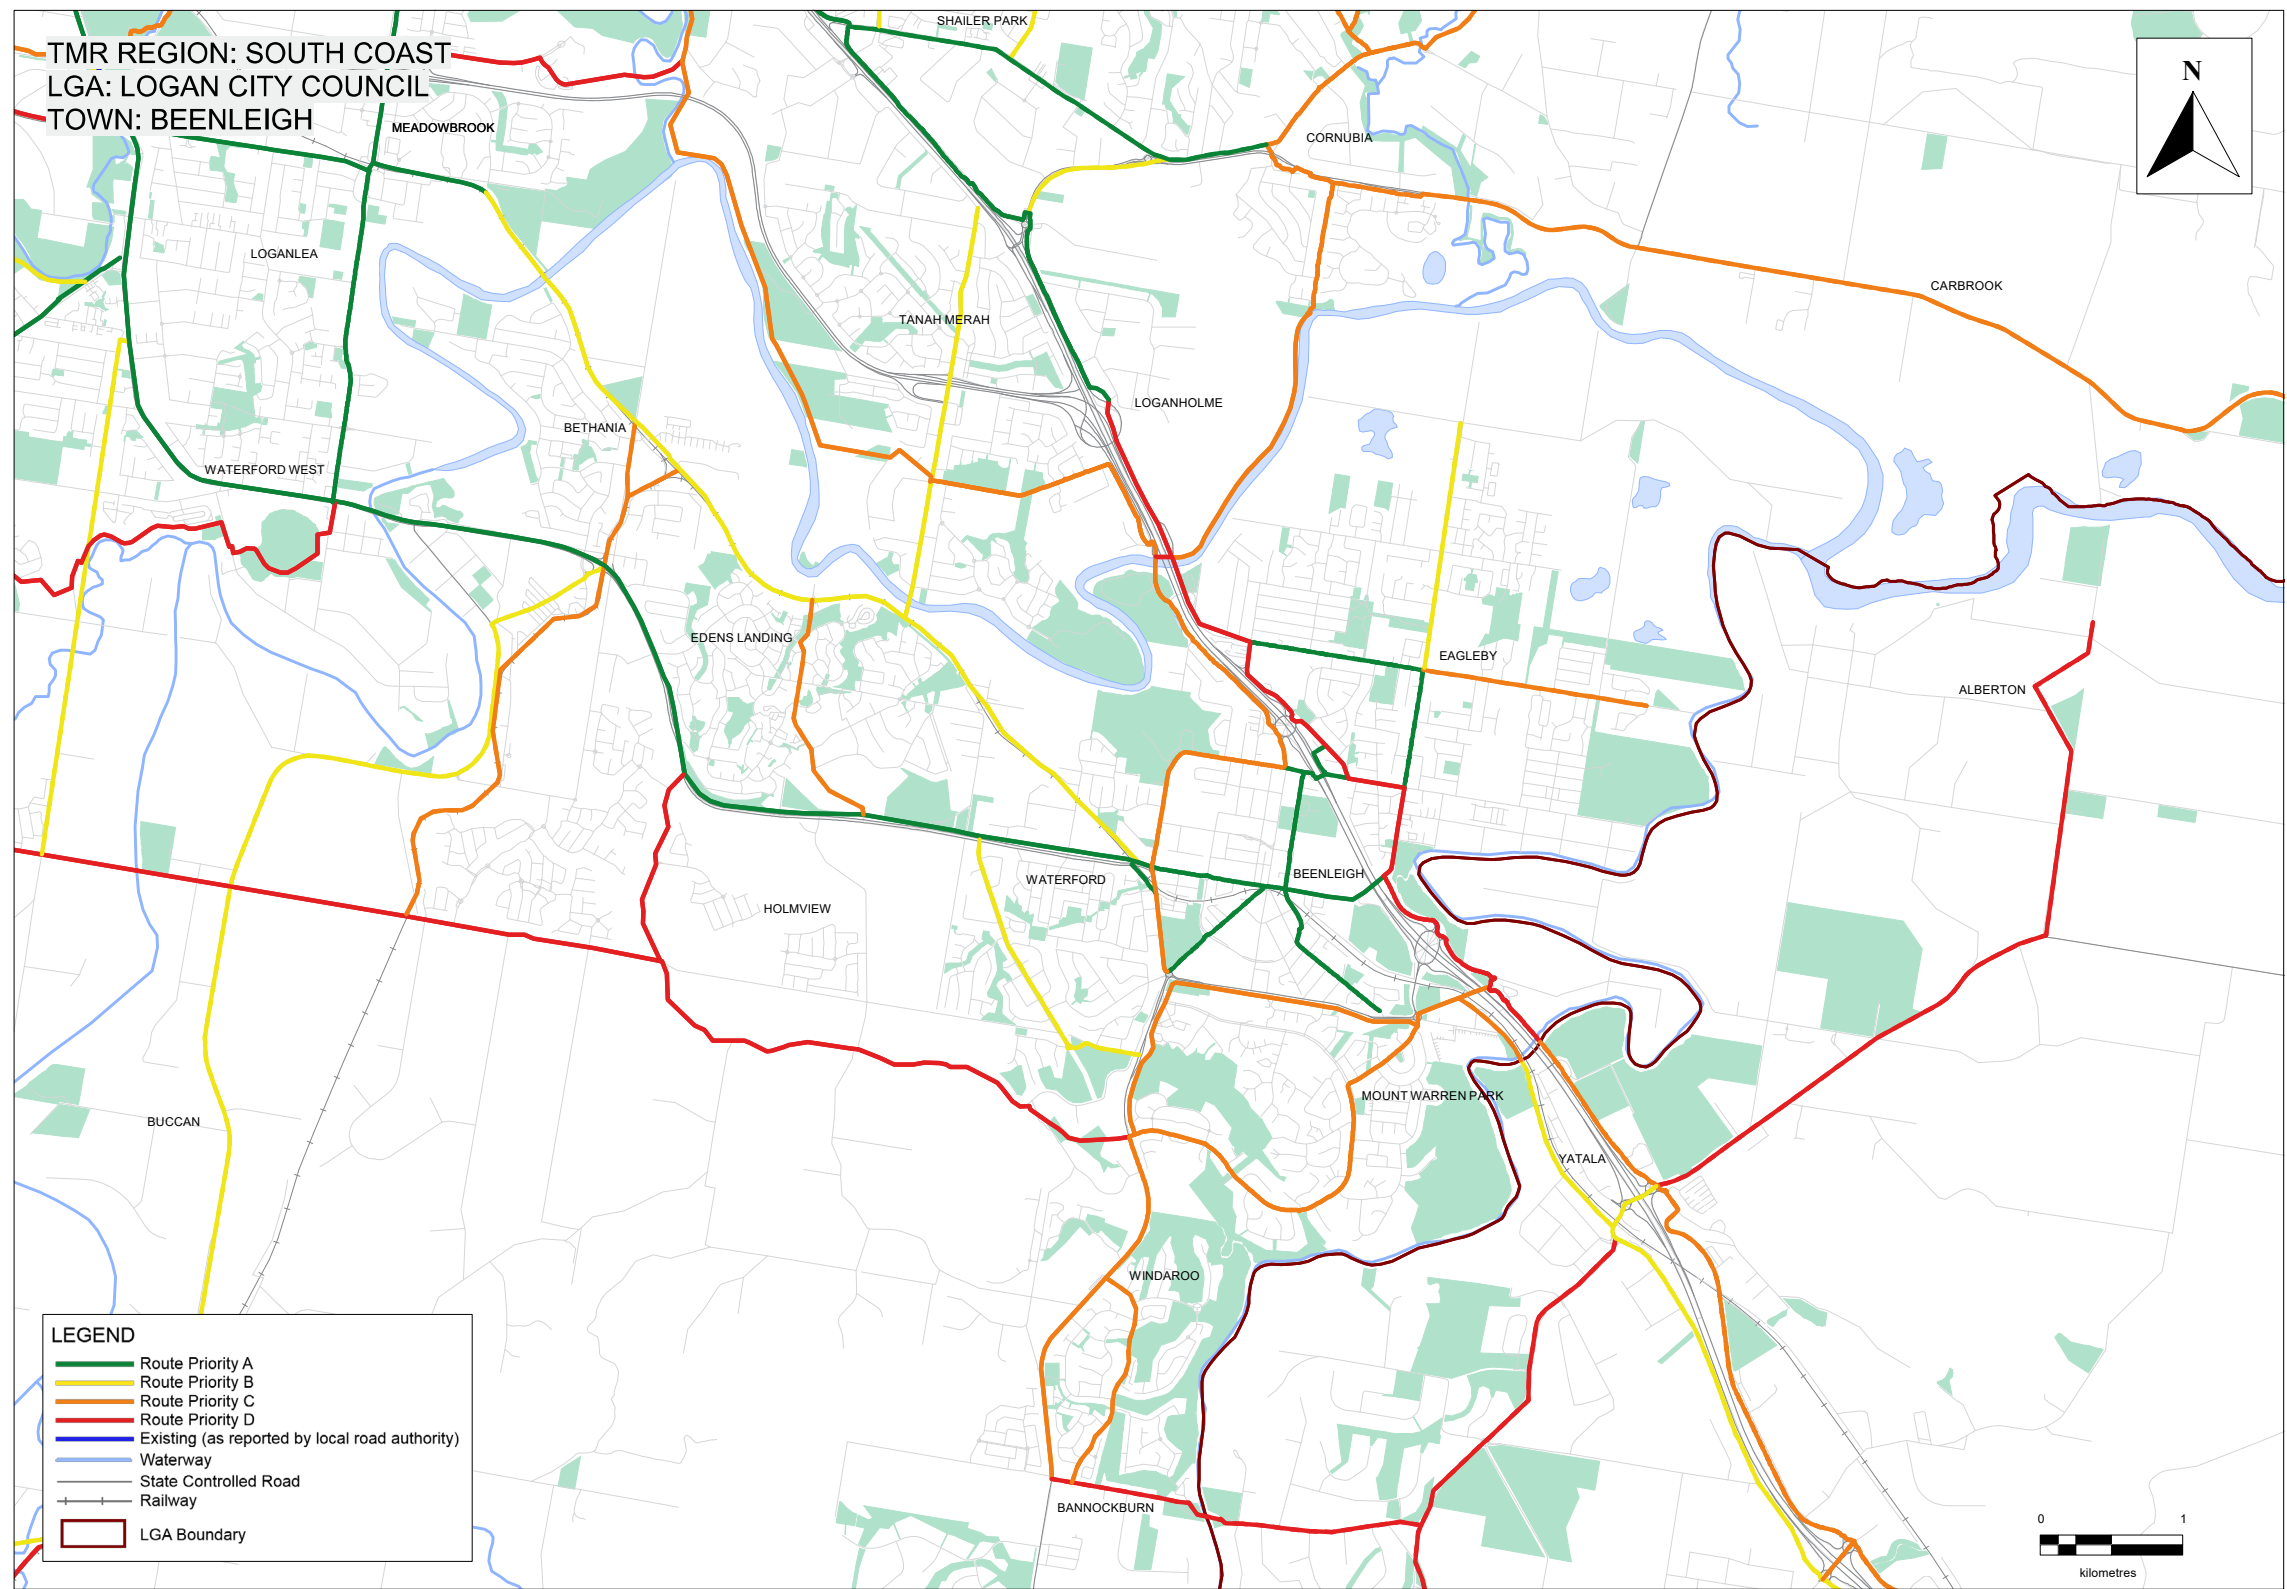 SHAILER PARK
TMR REGION: SOUTH COAST
LGA: LOGAN CITY COUNCIL
TOWN: BEENLEIGH
N
MEADOWBROOK
CORNUBIA
LOGANLEA
CARBROOK
TANAH MERAH
LOGANHOLME
BETHANIA
WATERFORD WEST
EDENS LANDING
EAGLEBY
ALBERTON
BEENLEIGH
WATERFORD
HOLMVIEW
MOUNT WARREN PARK
BUCCAN
YATALA
WINDAROO
BANNOCKBURN
LEGEND
Route Priority A
Route Priority B
Route Priority C
Route Priority D
Existing (as reported by local road authority)
Waterway
State Controlled Road
Railway
LGA Boundary
0 1
kilometres